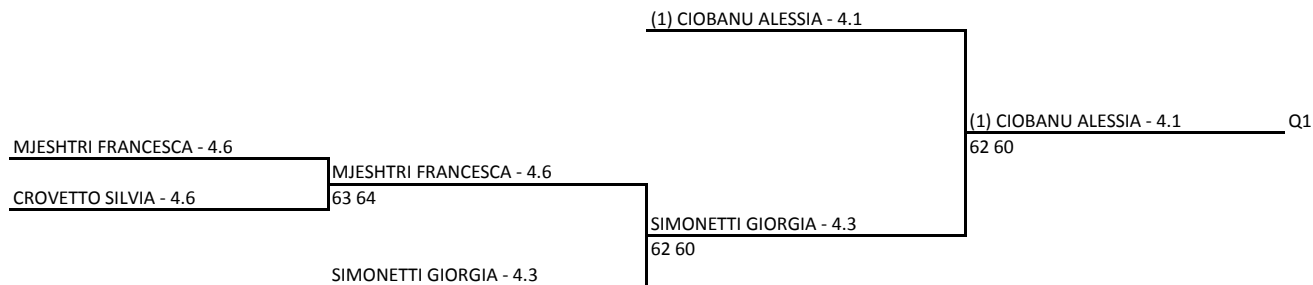 (1) CIOBANU ALESSIA - 4.1
(1) CIOBANU ALESSIA - 4.1 Q1
62 60
MJESHTRI FRANCESCA - 4.6
MJESHTRI FRANCESCA - 4.6
CROVETTO SILVIA - 4.6
63 64
SIMONETTI GIORGIA - 4.3
62 60
SIMONETTI GIORGIA - 4.3